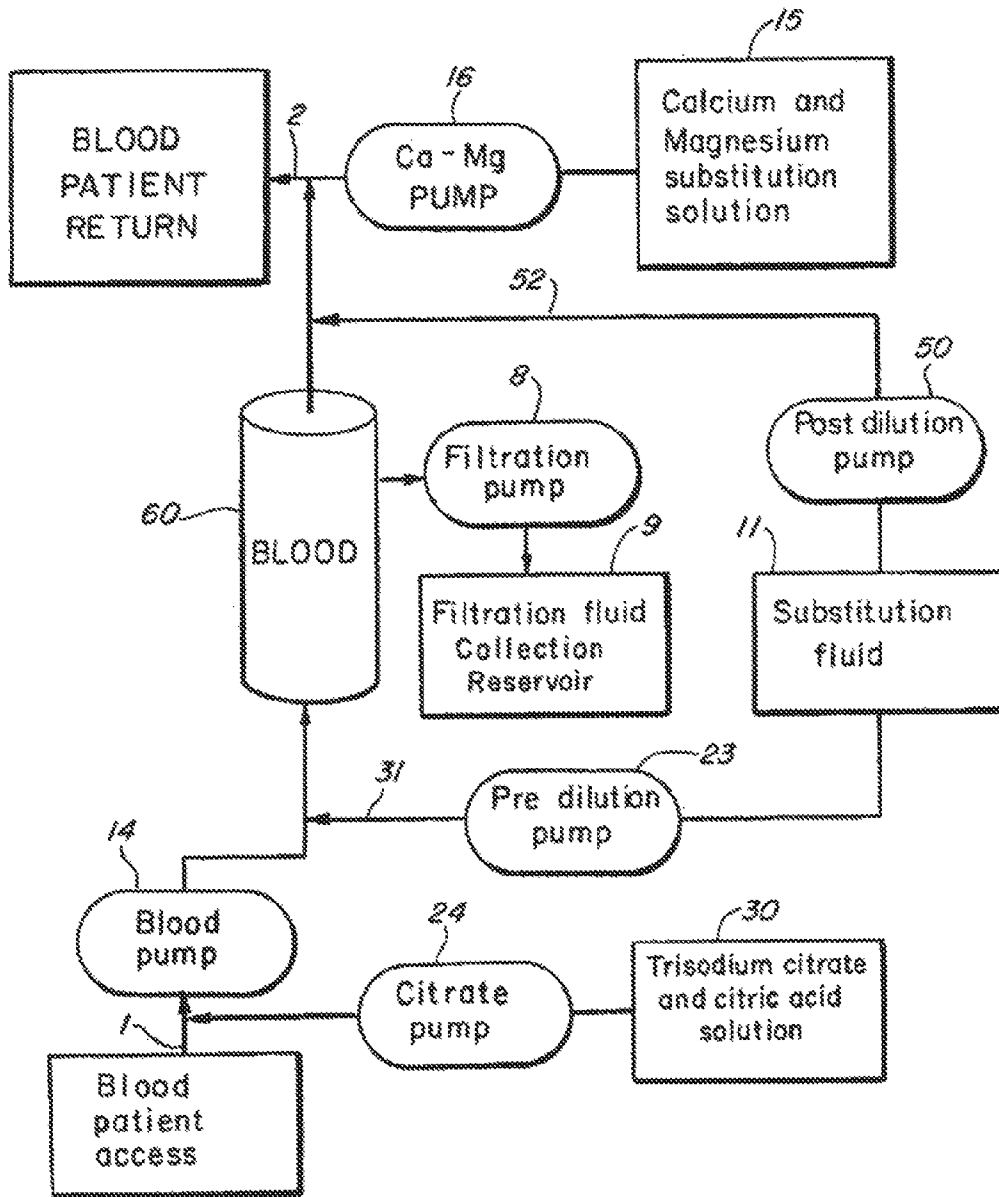 15
16
2
BLOOD
PATIENT
RETURN
Ca-Mg
PUMP
Calcium and
Magnesium
substitution
solution
52
8
50
Filtration
pump
Post dilution
pump
60
BLOOD
9
11
Filtration fluid
Collection
Reservoir
Substitution
fluid
23
31
Pre dilution
pump
14
Blood
pump
24
30
Citrate
pump
Trisodium citrate
and citric acid
solution
1
Blood
patient
access